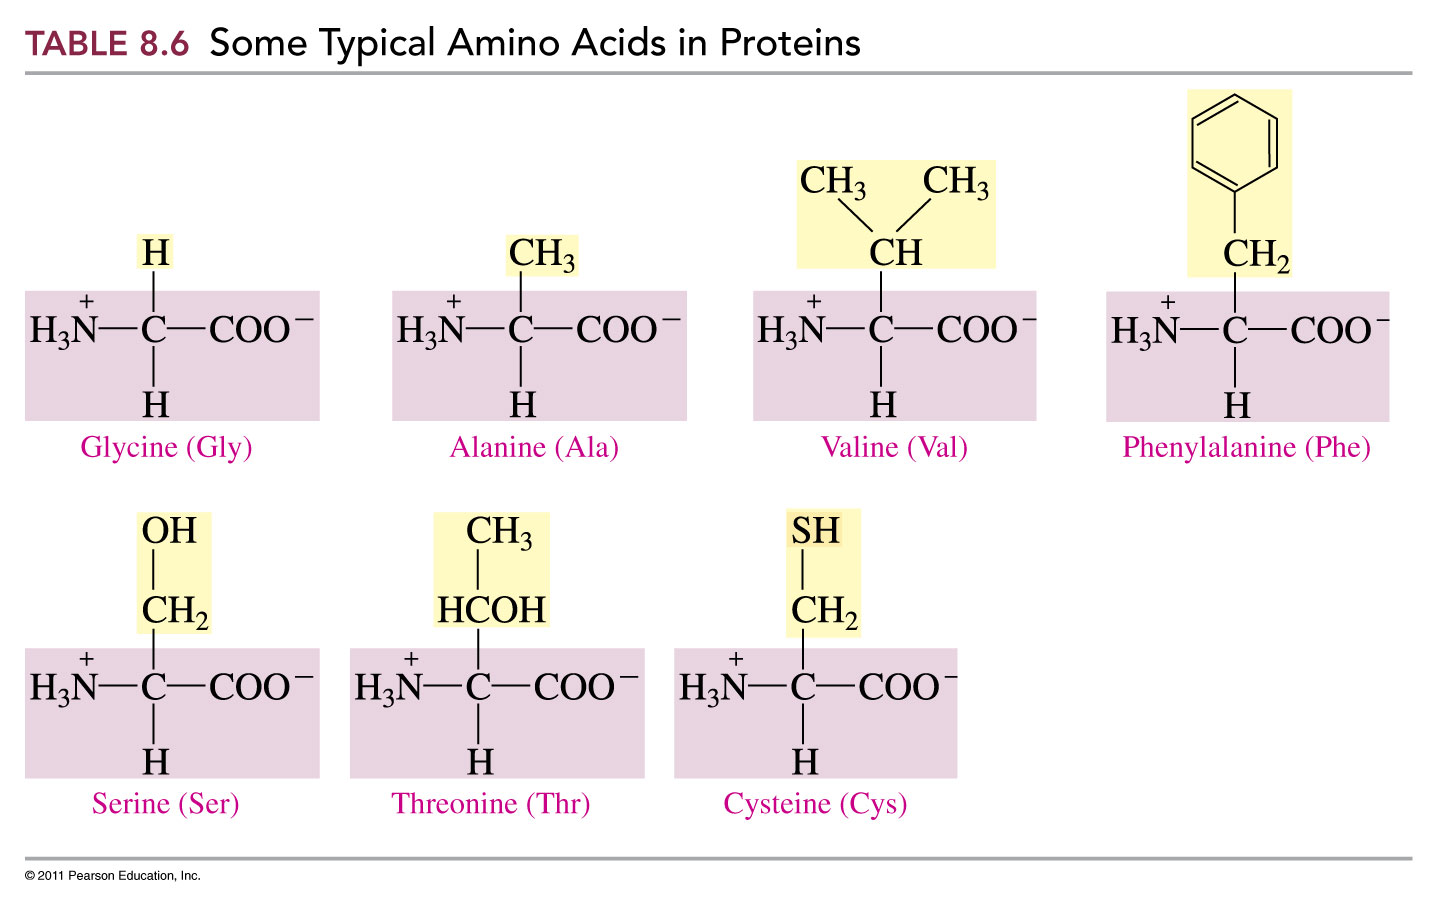 TABLE 8.6 Some Typical Amino Acids in Proteins
CH₃ CH₃
H CH₃ CH CH₂
H₃N⁺—C—COO⁻ H₃N⁺—C—COO⁻ H₃N⁺—C—COO⁻ H₃N⁺—C—COO⁻
H H H H
Glycine (Gly) Alanine (Ala) Valine (Val) Phenylalanine (Phe)
OH CH₃ SH
CH₂ HCOH CH₂
H₃N⁺—C—COO⁻ H₃N⁺—C—COO⁻ H₃N⁺—C—COO⁻
H H H
Serine (Ser) Threonine (Thr) Cysteine (Cys)
© 2011 Pearson Education, Inc.